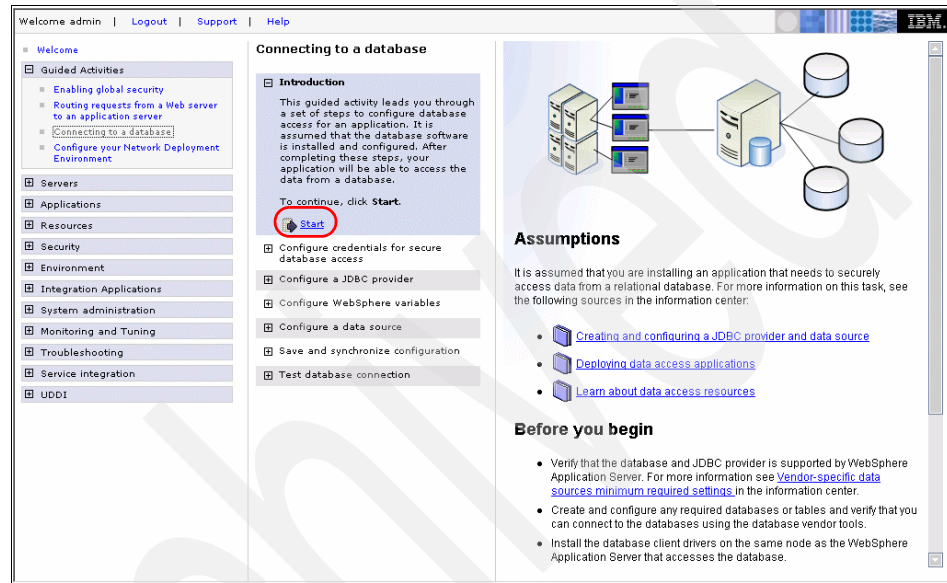 Welcome admin | Logout | Support | Help
IBM.
Welcome
Guided Activities
Enabling global security
Routing requests from a Web server
to an application server
Connecting to a database
Configure your Network Deployment
Environment
Servers
Applications
Resources
Security
Environment
Integration Applications
System administration
Monitoring and Tuning
Troubleshooting
Service integration
UDDI
Connecting to a database
Introduction
This guided activity leads you through
a set of steps to configure database
access for an application. It is
assumed that the database software
is installed and configured. After
completing these steps, your
application will be able to access the
data from a database.
To continue, click Start.
Start
Configure credentials for secure
database access
Configure a JDBC provider
Configure WebSphere variables
Configure a data source
Save and synchronize configuration
Test database connection
Assumptions
It is assumed that you are installing an application that needs to securely
access data from a relational database. For more information on this task, see
the following sources in the information center:
Creating and configuring a JDBC provider and data source
Deploying data access applications
Learn about data access resources
Before you begin
Verify that the database and JDBC provider is supported by WebSphere
Application Server. For more information see Vendor-specific data
sources minimum required settings in the information center.
Create and configure any required databases or tables and verify that you
can connect to the databases using the database vendor tools.
Install the database client drivers on the same node as the WebSphere
Application Server that accesses the database.